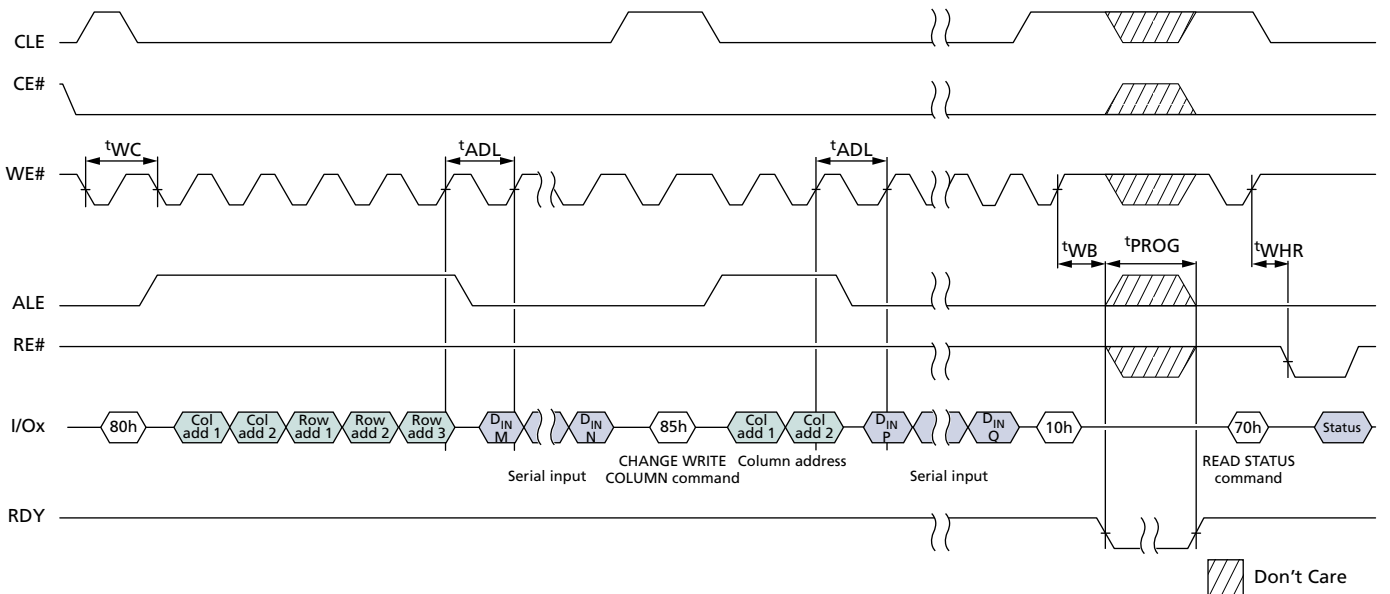 CLE
CE#
tWC
tADL
tADL
WE#
tWB
tPROG
tWHR
ALE
RE#
I/Ox
80h
Col add 1
Col add 2
Row add 1
Row add 2
Row add 3
DIN M
DIN N
85h
Col add 1
Col add 2
DIN P
DIN Q
10h
70h
Status
Serial input
CHANGE WRITE
COLUMN command
Column address
Serial input
READ STATUS
command
RDY
Don't Care